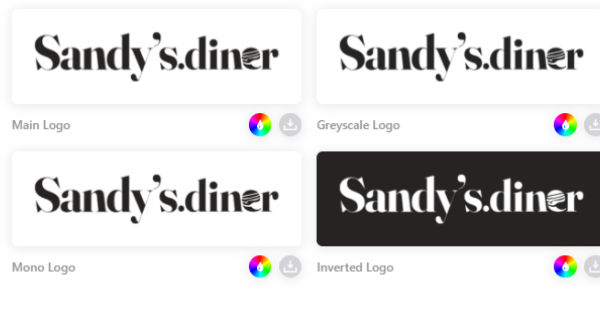 Sandy's.diner
Sandy's.diner
Main Logo
Greyscale Logo
Sandy's.diner
Sandy's.diner
Mono Logo
Inverted Logo